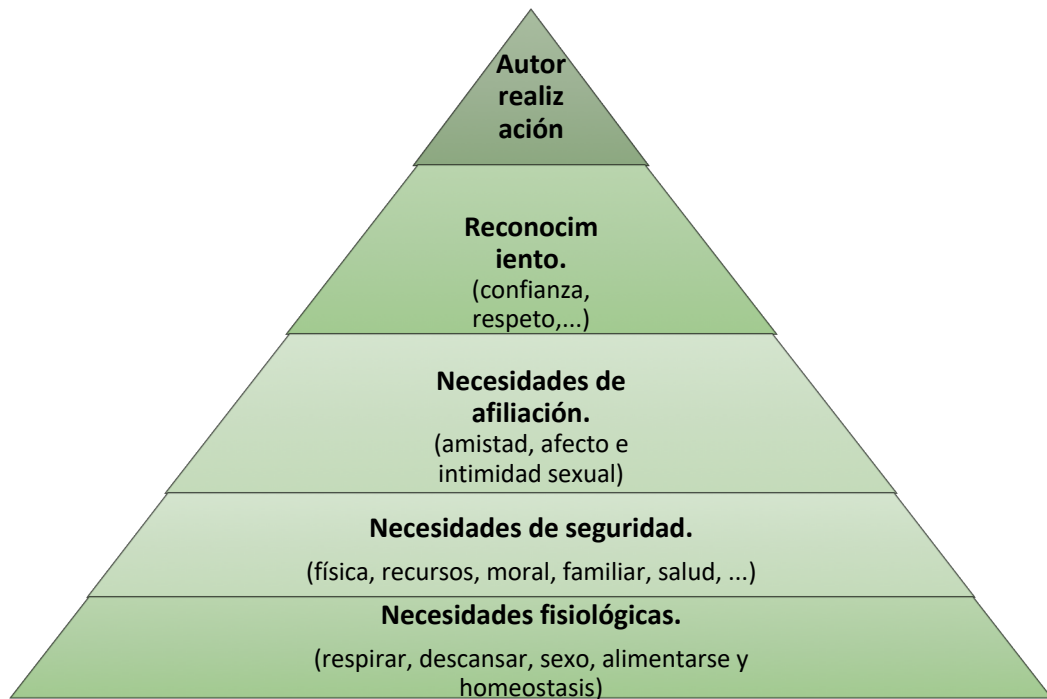 Autor
realiz
ación
Reconocim
iento.
(confianza,
respeto,...)
Necesidades de
afiliación.
(amistad, afecto e
intimidad sexual)
Necesidades de seguridad.
(física, recursos, moral, familiar, salud, ...)
Necesidades fisiológicas.
(respirar, descansar, sexo, alimentarse y
homeostasis)